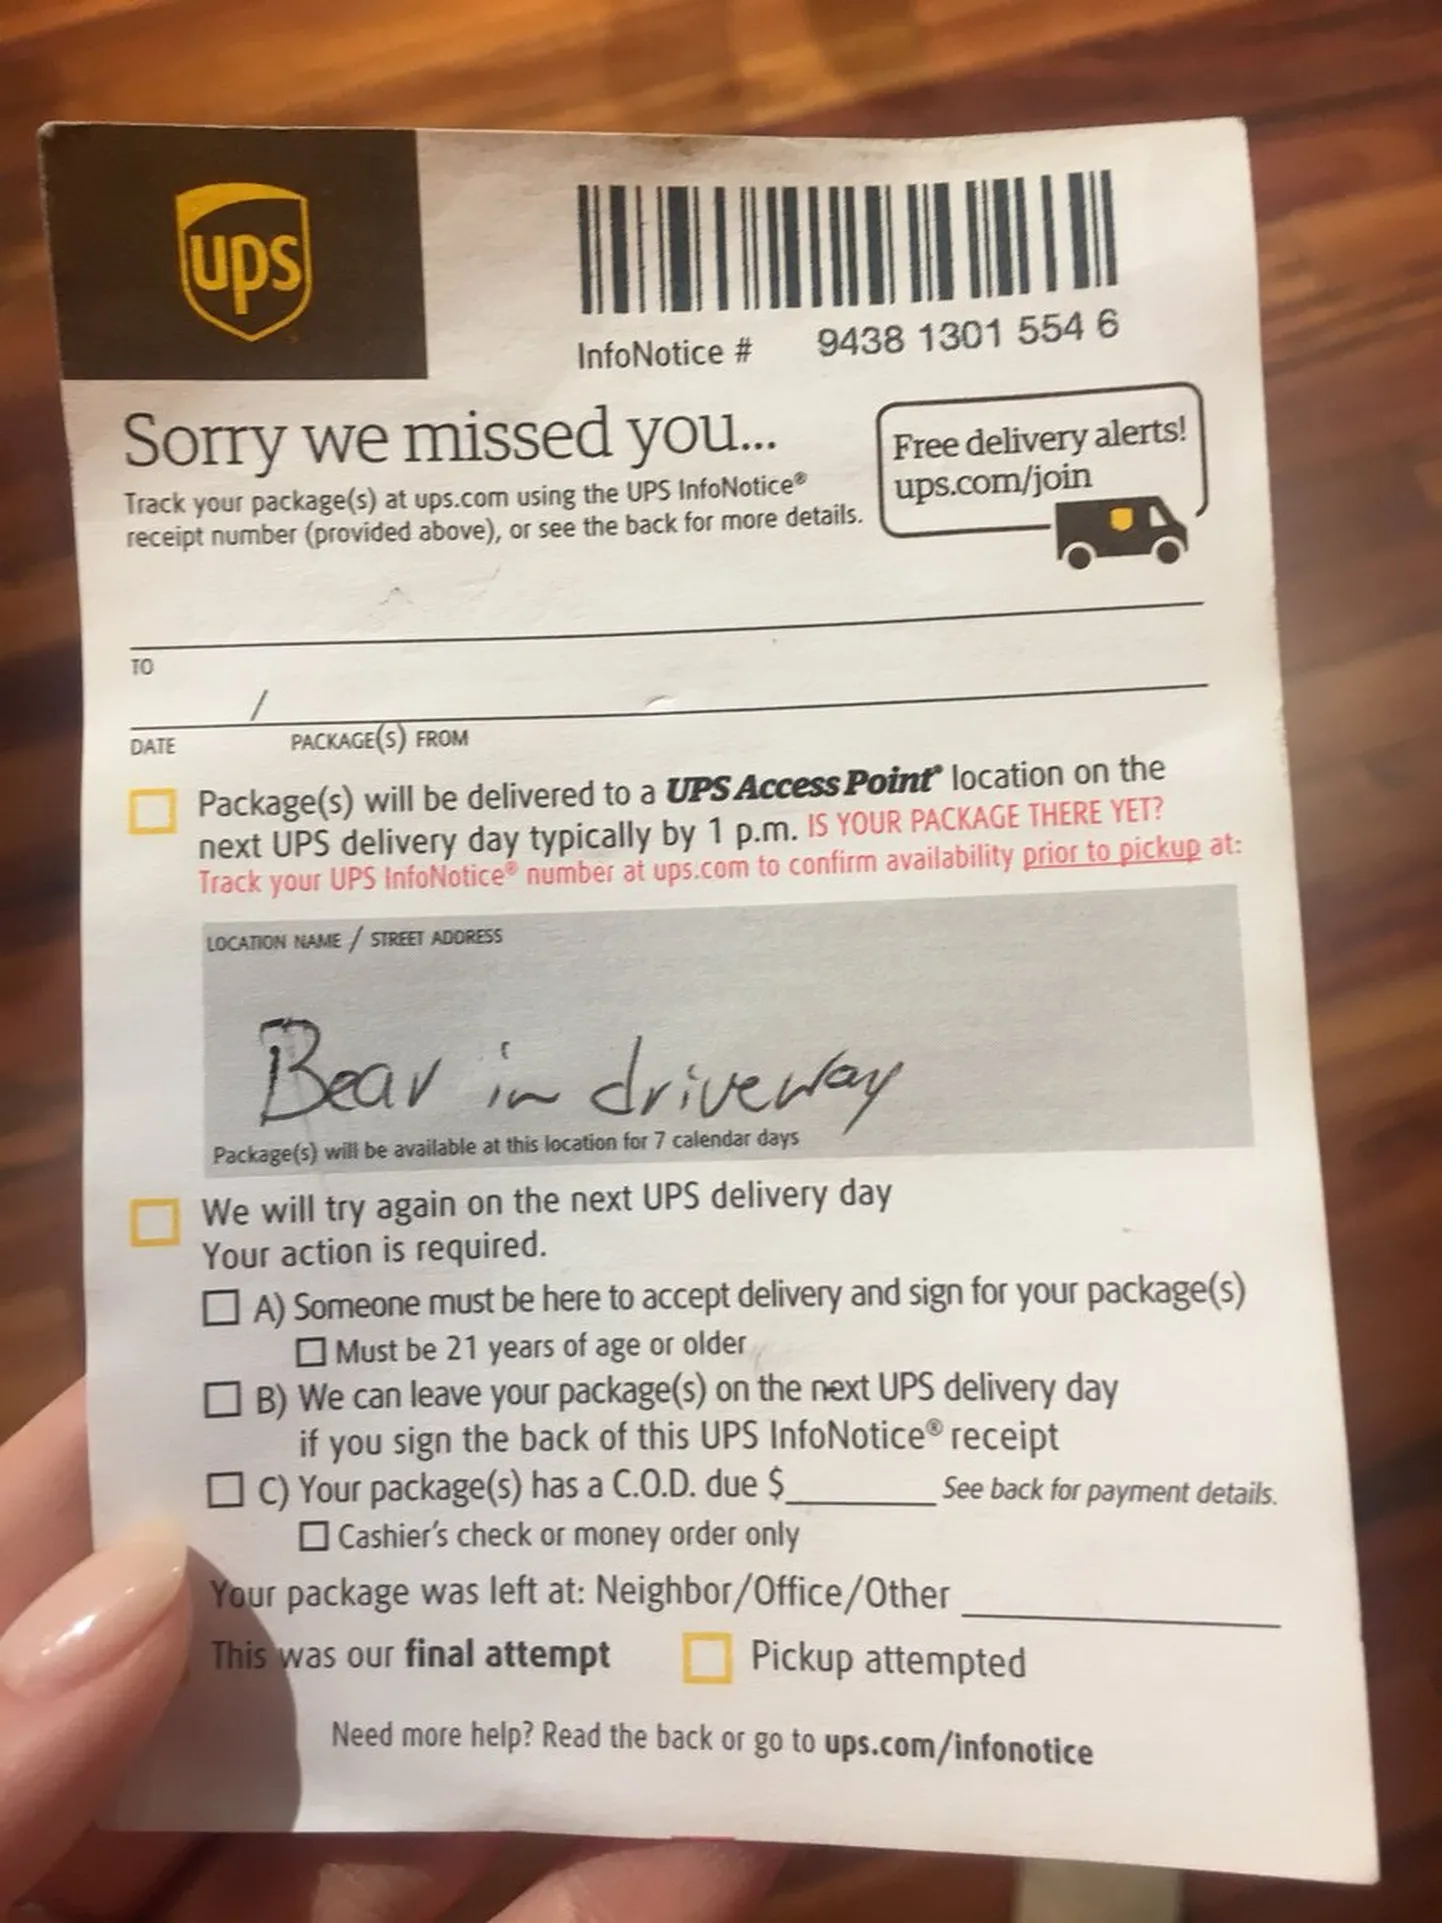 ups
InfoNotice # 9438 1301 554 6
Sorry we missed you...
Track your package(s) at ups.com using the UPS InfoNotice®
receipt number (provided above), or see the back for more details.
Free delivery alerts!
ups.com/join
TO
/
DATE PACKAGE(S) FROM
Package(s) will be delivered to a UPS Access Point® location on the
next UPS delivery day typically by 1 p.m. IS YOUR PACKAGE THERE YET?
Track your UPS InfoNotice® number at ups.com to confirm availability prior to pickup at:
LOCATION NAME / STREET ADDRESS
Bear in driveway
Package(s) will be available at this location for 7 calendar days
We will try again on the next UPS delivery day
Your action is required.
A) Someone must be here to accept delivery and sign for your package(s)
Must be 21 years of age or older
B) We can leave your package(s) on the next UPS delivery day
if you sign the back of this UPS InfoNotice® receipt
C) Your package(s) has a C.O.D. due $________ See back for payment details.
Cashier's check or money order only
Your package was left at: Neighbor/Office/Other ________
This was our final attempt Pickup attempted
Need more help? Read the back or go to ups.com/infonotice